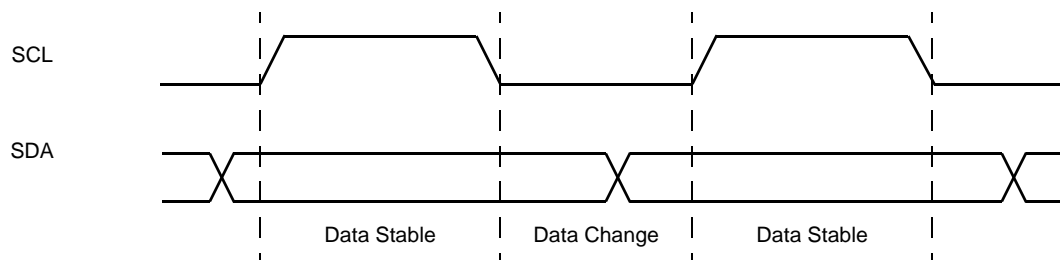 SCL
SDA
Data Stable
Data Change
Data Stable